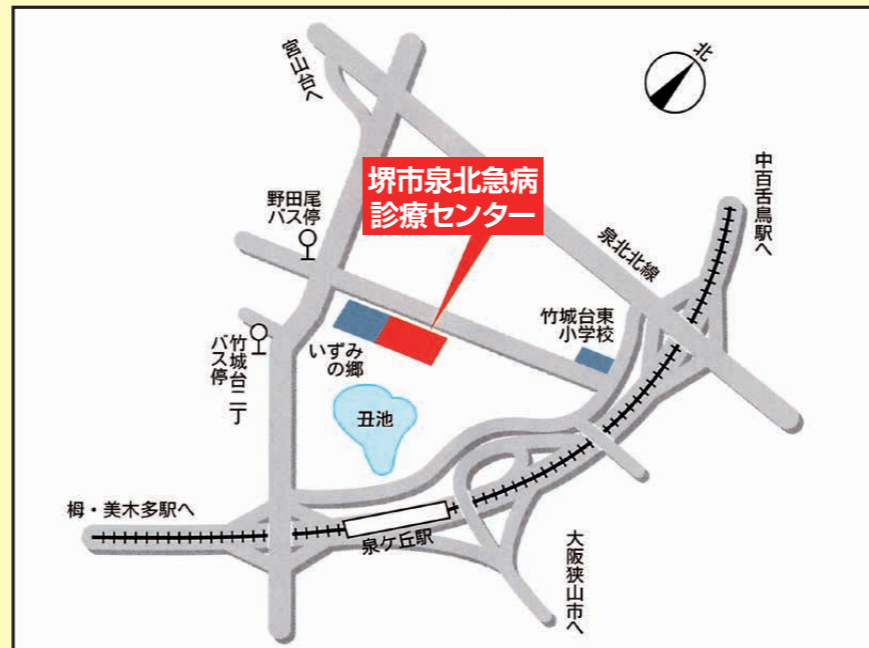 宮山台へ
北
堺市泉北急病
診療センター
中百舌鳥駅へ
野田尾
バス停
泉北北線
竹城台東
小学校
竹城台二丁
バス停
いずみ
の郷
丑池
栂・美木多駅へ
泉ケ丘駅
大阪狭山市へ